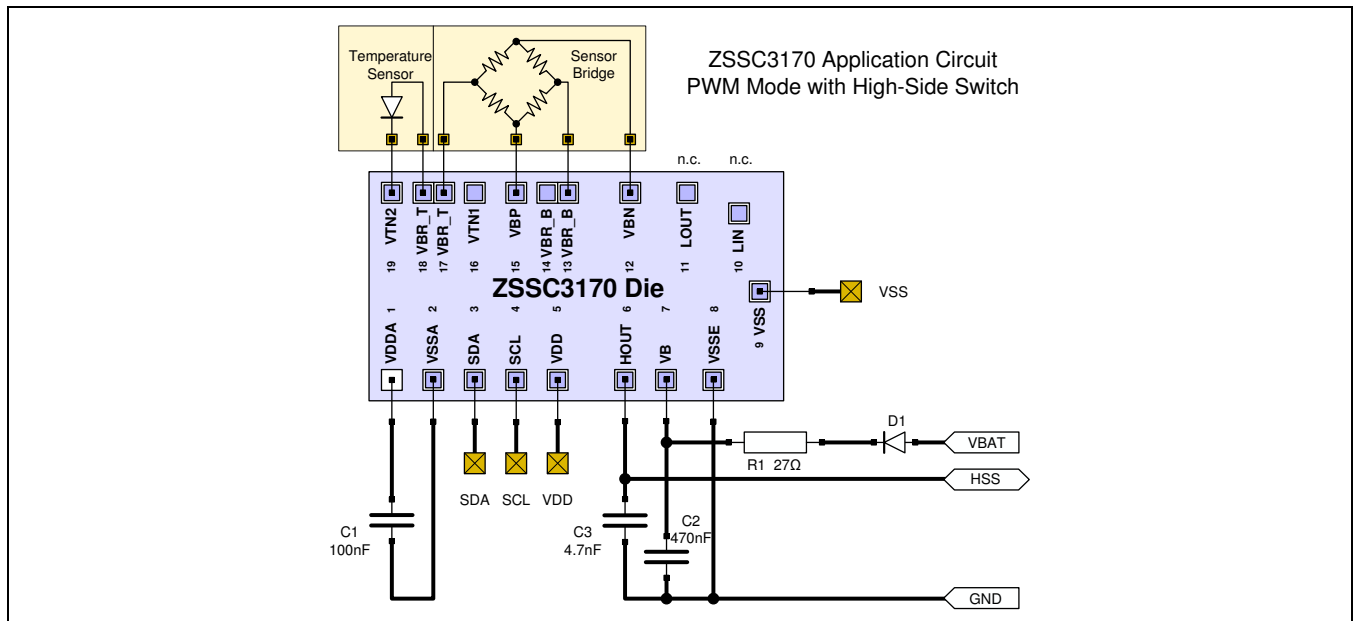 ZSSC3170 Application Circuit
PWM Mode with High-Side Switch
Temperature
Sensor
Sensor
Bridge
n.c.
n.c.
VTN2
VBR_T
VBR_T
VTN1
VBP
VBR_B
VBR_B
VBN
LOUT
LIN
19
18
17
16
15
14
13
12
11
10
ZSSC3170 Die
VSS
9
VSS
1
2
3
4
5
6
7
8
VDDA
VSSA
SDA
SCL
VDD
HOUT
VB
VSSE
D1
VBAT
R1 27Ω
HSS
SDA
SCL
VDD
C1
100nF
C3
4.7nF
C2
470nF
GND